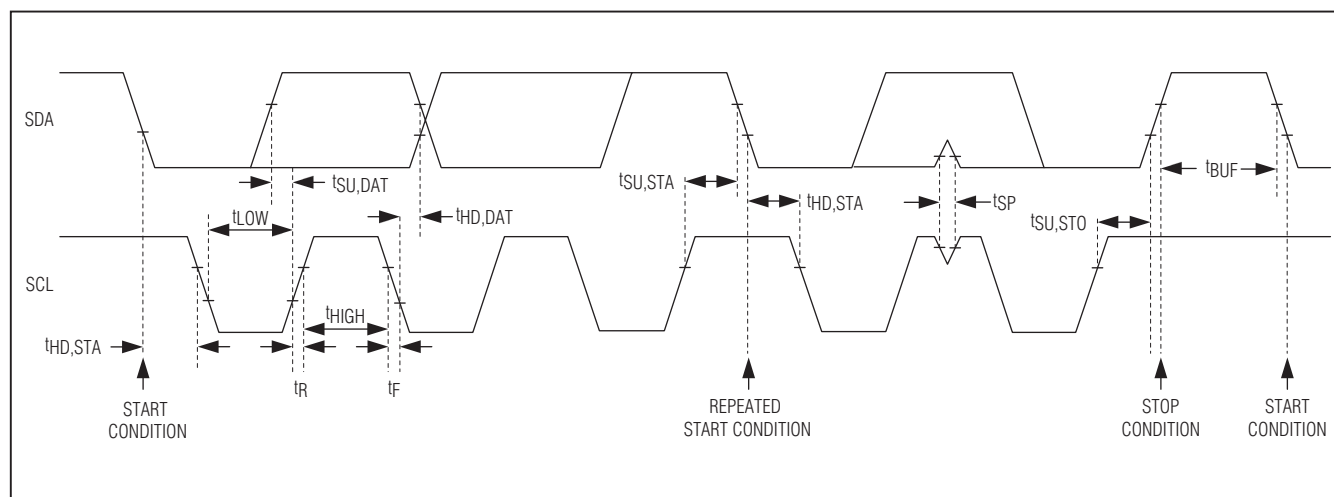 SDA
tSU,DAT
tLOW
tHD,DAT
tSU,STA
tHD,STA
tSP
tBUF
tSU,STO
SCL
tHIGH
tHD,STA
tR
tF
START
CONDITION
REPEATED
START CONDITION
STOP
CONDITION
START
CONDITION